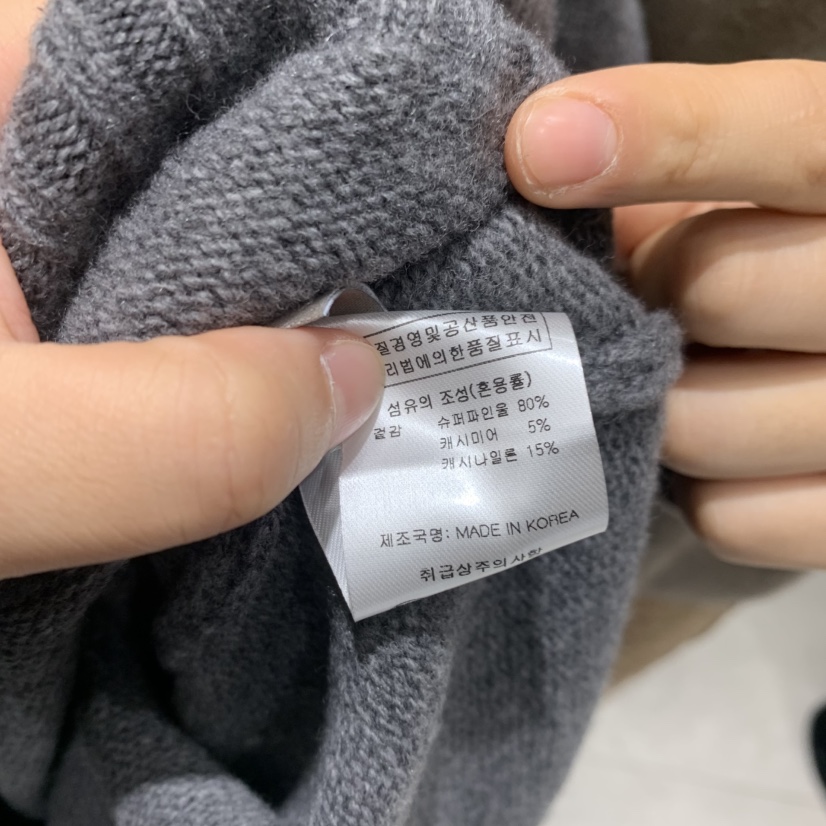 질경영및공산품안전
리법에의한품질표시
섬유의 조성(혼용률)
겉감 슈퍼파인울 80%
캐시미어 5%
캐시나일론 15%
제조국명: MADE IN KOREA
취급상주의사항